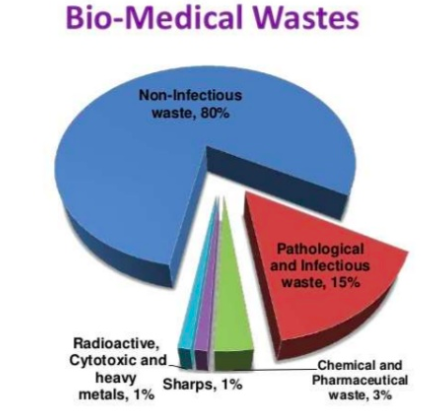 Bio-Medical Wastes
Non-Infectious
waste, 80%
Pathological
and Infectious
waste, 15%
Radioactive,
Cytotoxic and
heavy
metals, 1%
Sharps, 1%
Chemical and
Pharmaceutical
waste, 3%